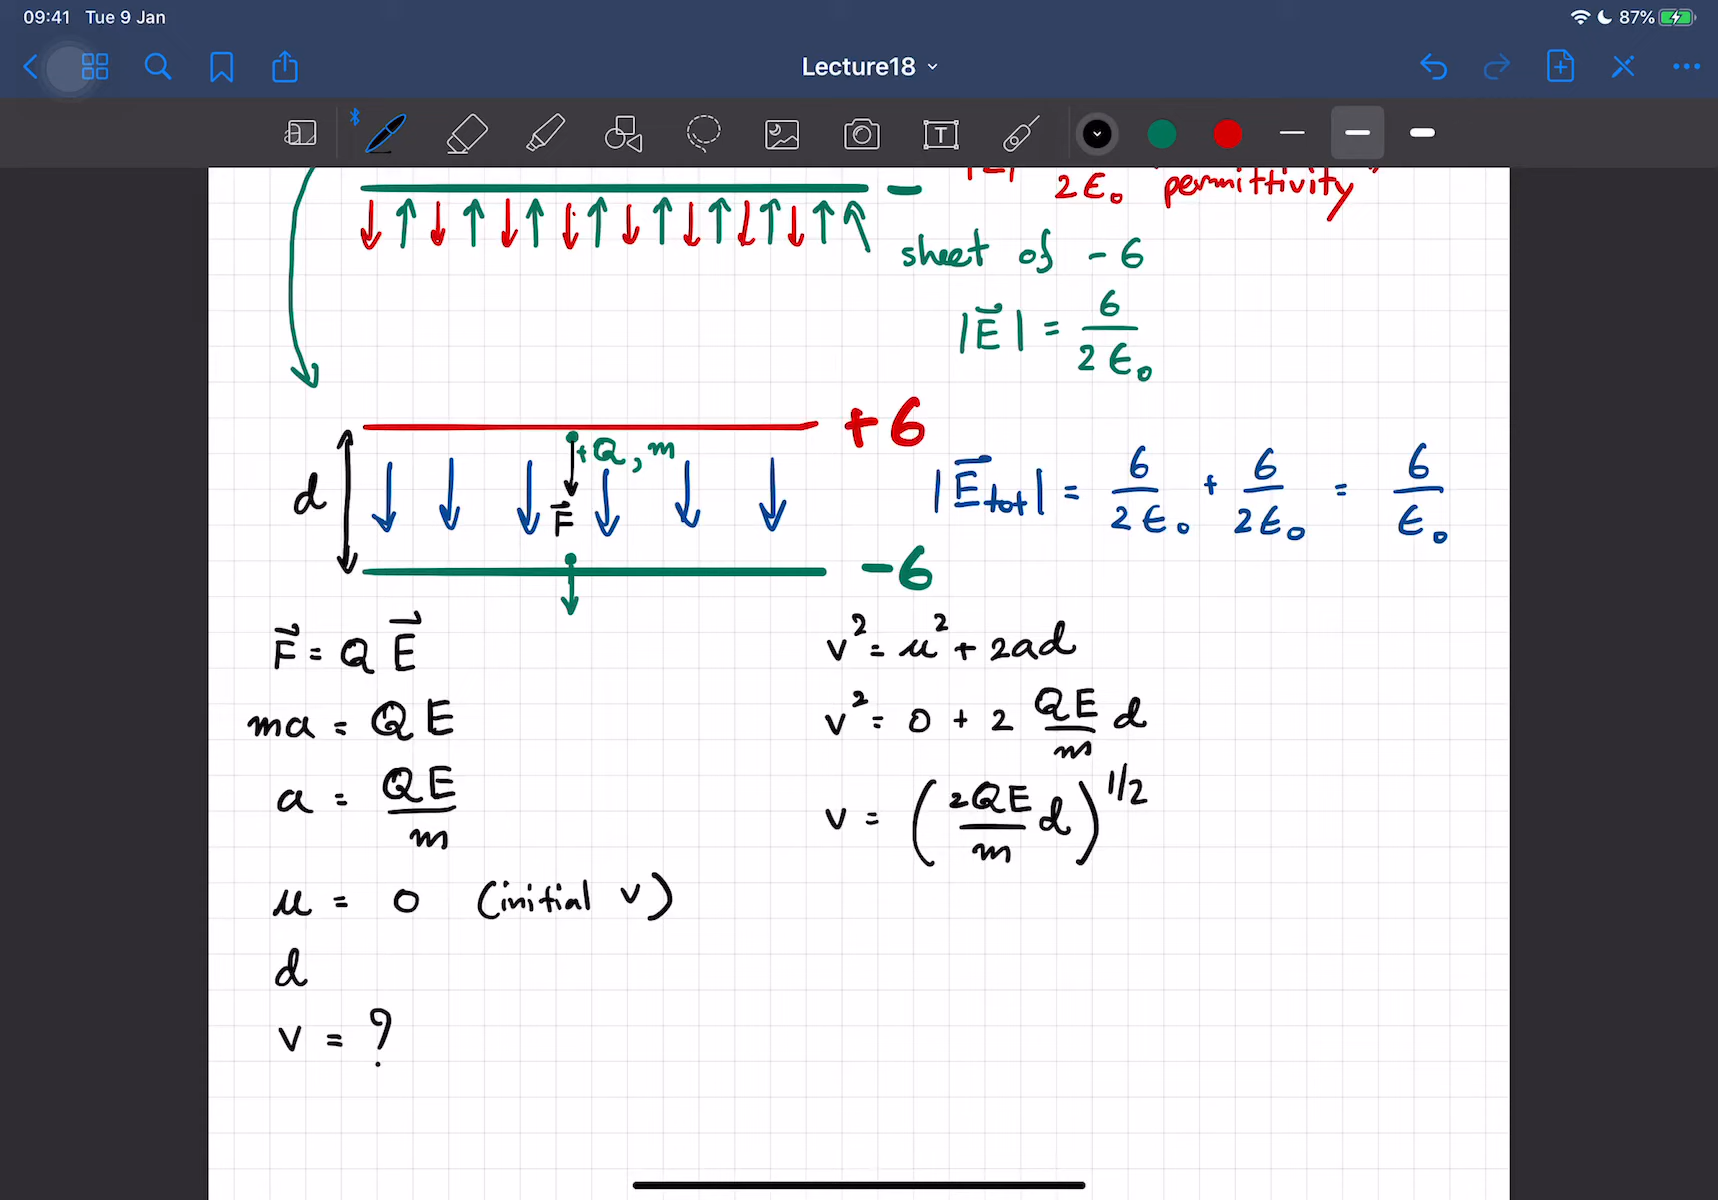 09:41 Tue 9 Jan
87%
Lecture18
T
2ϵ₀ permittivity
−
sheet of - 6
|E⃗| = 6/2ϵ₀
+6
+Q, m
d
F⃗
|E⃗tot| = 6/2ϵ₀ + 6/2ϵ₀ = 6/ϵ₀
-6
F⃗ = Q E⃗
v² = u² + 2ad
ma = Q E
v² = 0 + 2 QE/m d
a = QE/m
v = (2QE/m d)^1/2
u = 0 (initial v)
d
v = ?